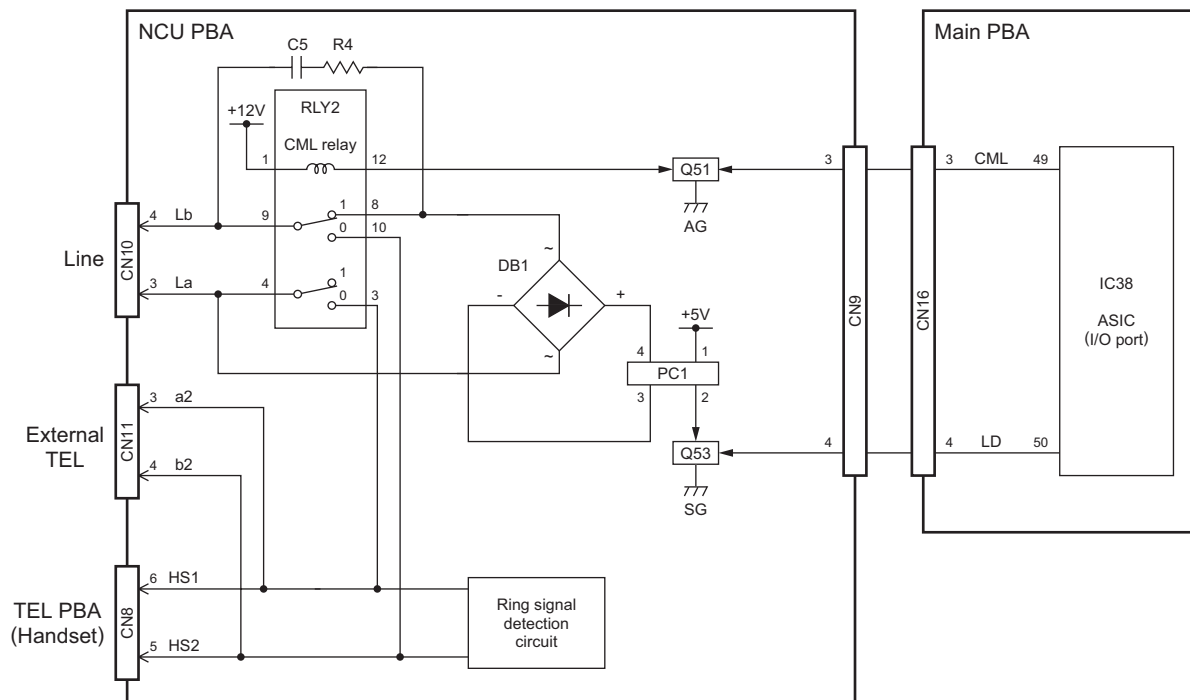 NCU PBA
Main PBA
C5
R4
RLY2
+12V
CML relay
1
12
Q51
AG
3
3
CML
49
4
Lb
9
1
8
0
10
Line
CN10
3
La
4
1
0
3
DB1
~
-
+
~
+5V
4
1
PC1
3
2
CN9
CN16
IC38
ASIC
(I/O port)
External
TEL
CN11
3
a2
4
b2
Q53
SG
4
4
LD
50
TEL PBA
(Handset)
CN8
6
HS1
5
HS2
Ring signal
detection
circuit